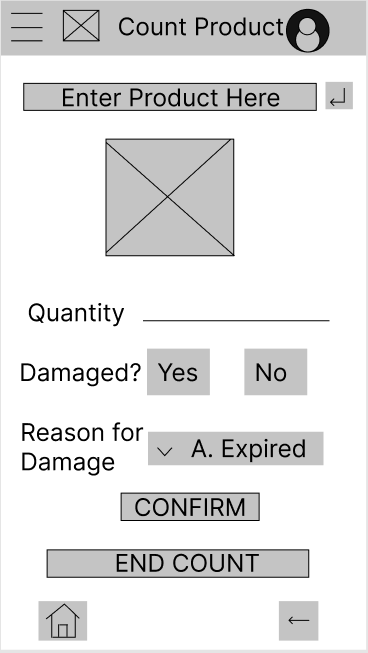 Count Product
Enter Product Here
Quantity
Damaged? Yes No
Reason for
Damage
A. Expired
CONFIRM
END COUNT